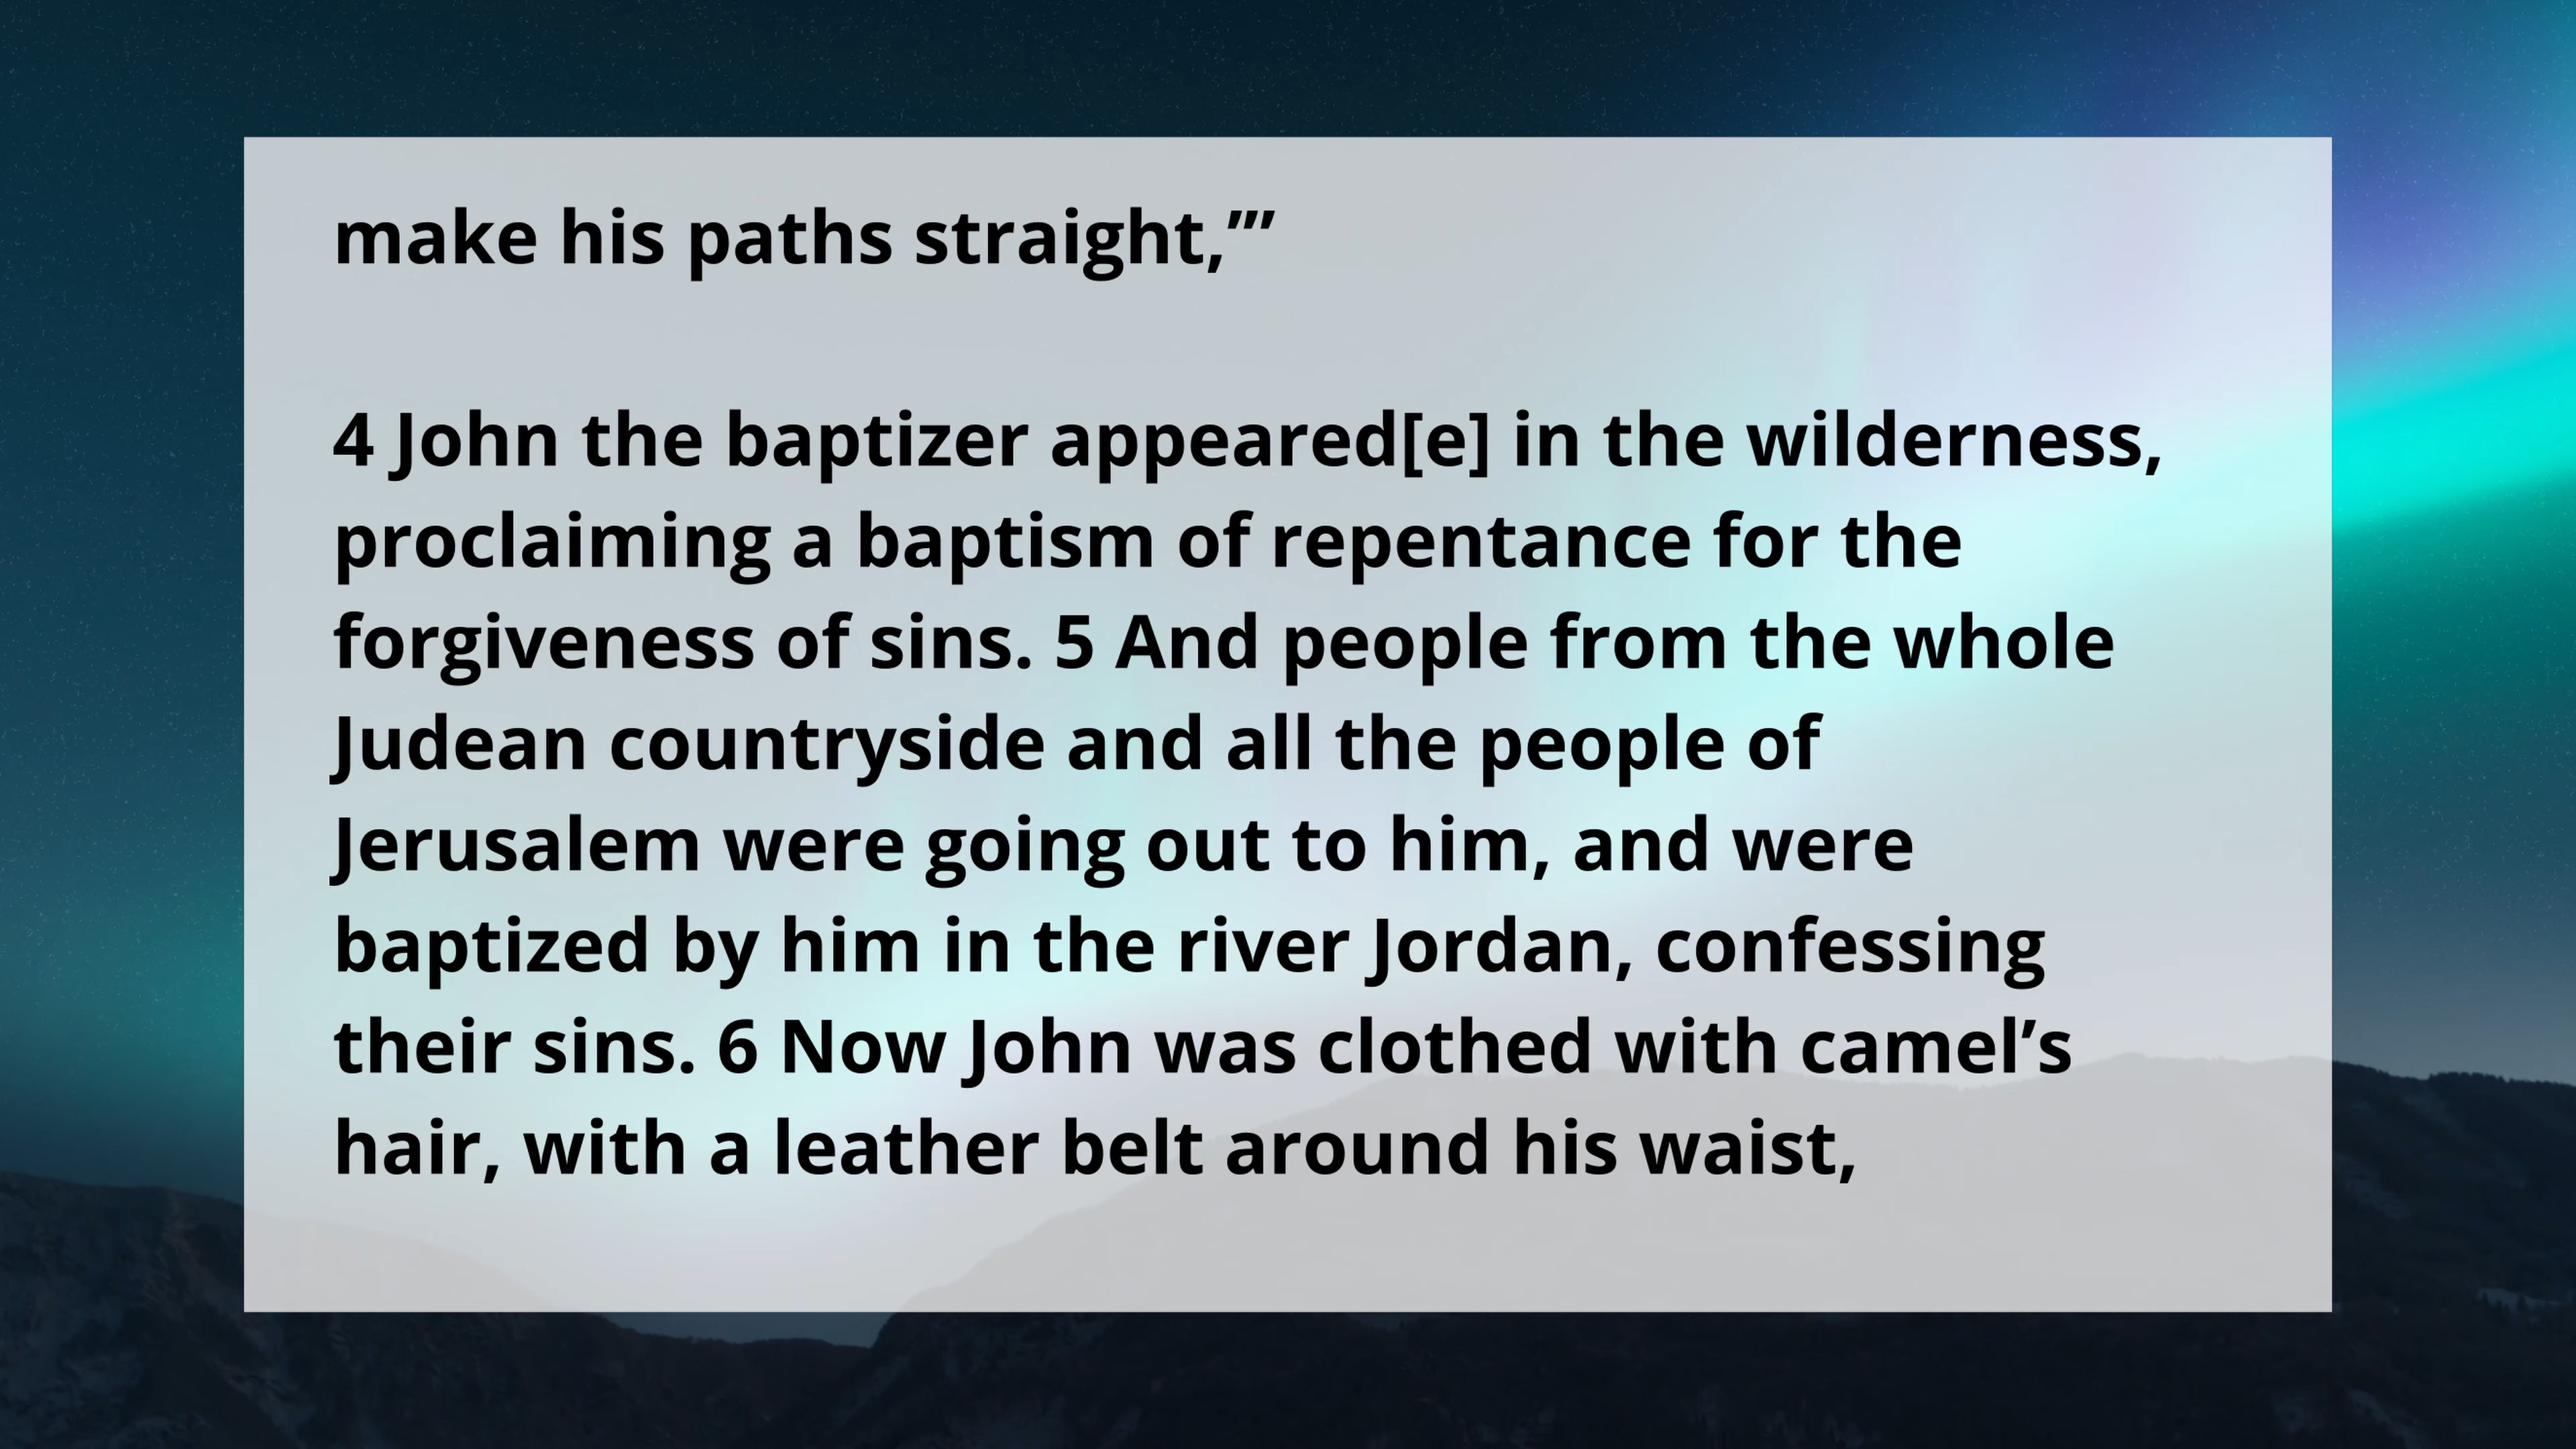 make his paths straight,’”
4 John the baptizer appeared[e] in the wilderness,
proclaiming a baptism of repentance for the
forgiveness of sins. 5 And people from the whole
Judean countryside and all the people of
Jerusalem were going out to him, and were
baptized by him in the river Jordan, confessing
their sins. 6 Now John was clothed with camel’s
hair, with a leather belt around his waist,